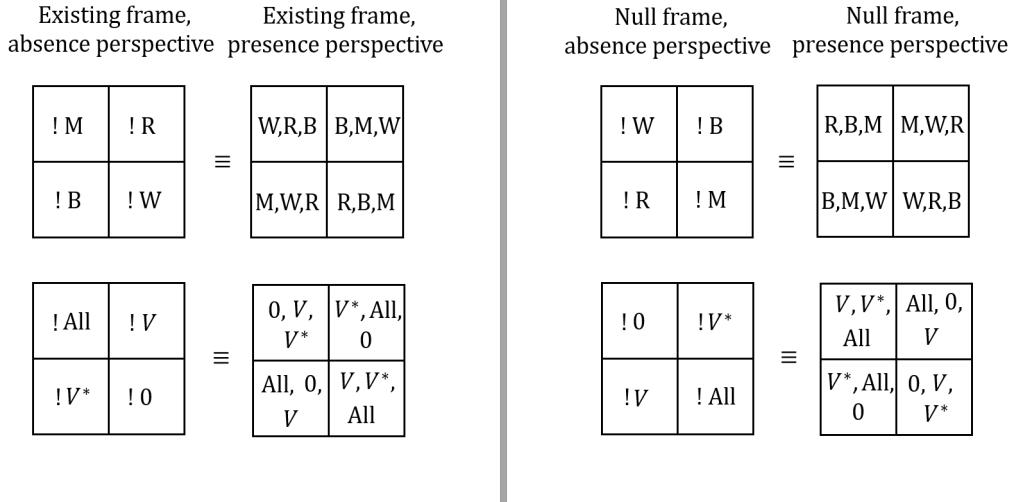 Existing frame,
absence perspective
Existing frame,
presence perspective
! M
! R
! B
! W
≡
W,R,B
B,M,W
M,W,R
R,B,M
! All
! V
! V*
! 0
≡
0, V,
V*
V*, All,
0
All, 0,
V
V, V*,
All
Null frame,
absence perspective
Null frame,
presence perspective
! W
! B
! R
! M
≡
R,B,M
M,W,R
B,M,W
W,R,B
! 0
! V*
! V
! All
≡
V, V*,
All
All, 0,
V
V*, All,
0
0, V,
V*